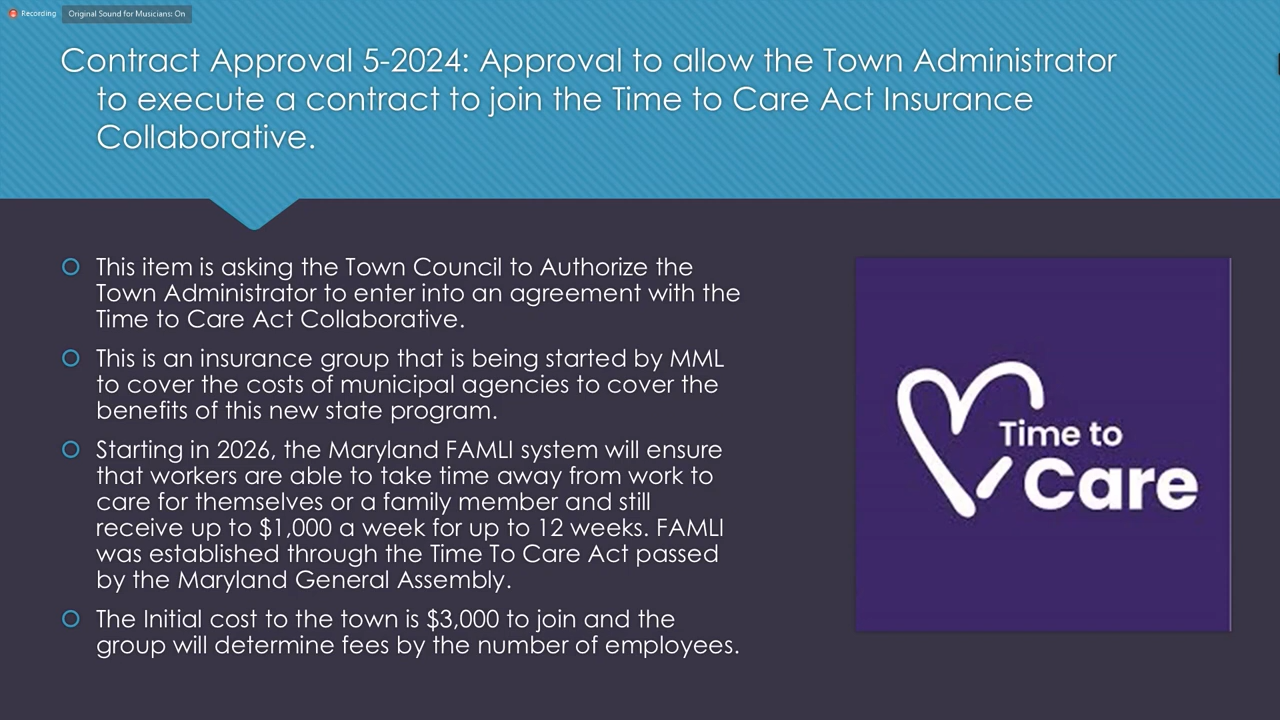 Recording
Original Sound for Musicians: On
Contract Approval 5-2024: Approval to allow the Town Administrator
to execute a contract to join the Time to Care Act Insurance
Collaborative.
This item is asking the Town Council to Authorize the
Town Administrator to enter into an agreement with the
Time to Care Act Collaborative.
This is an insurance group that is being started by MML
to cover the costs of municipal agencies to cover the
benefits of this new state program.
Starting in 2026, the Maryland FAMLI system will ensure
that workers are able to take time away from work to
care for themselves or a family member and still
receive up to $1,000 a week for up to 12 weeks. FAMLI
was established through the Time To Care Act passed
by the Maryland General Assembly.
The Initial cost to the town is $3,000 to join and the
group will determine fees by the number of employees.
Time to
Care